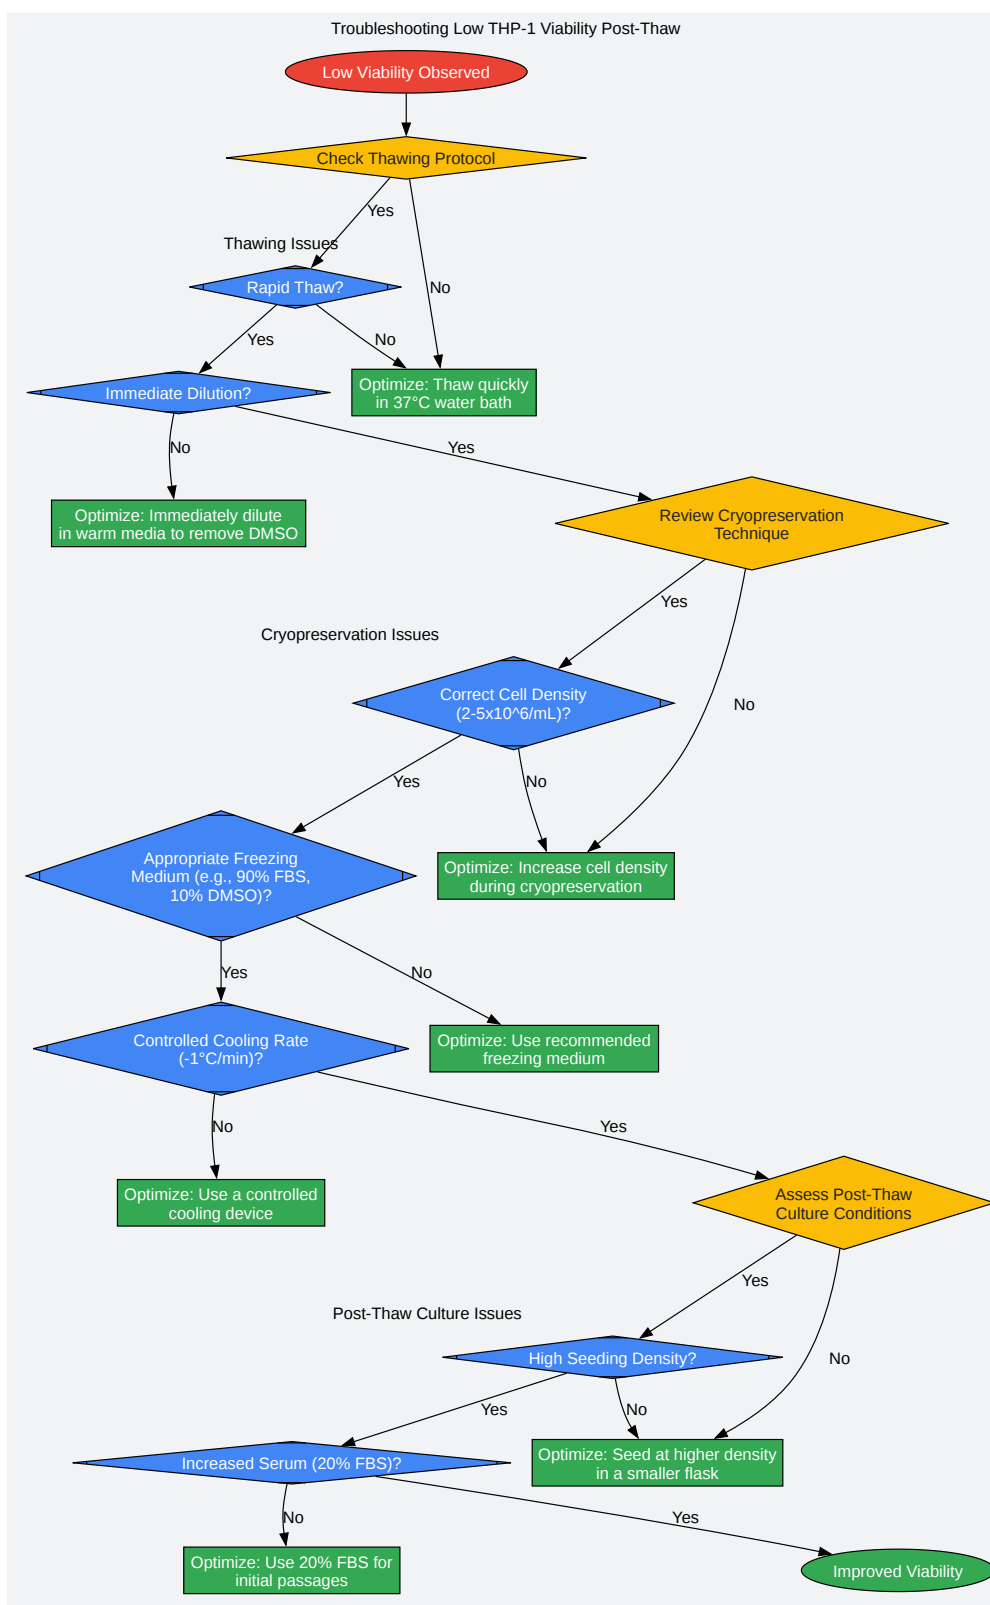 Troubleshooting Low THP-1 Viability Post-Thaw
Low Viability Observed
Check Thawing Protocol
Yes
Thawing Issues
Rapid Thaw?
No
Yes
No
Optimize: Thaw quickly
in 37°C water bath
Immediate Dilution?
No
Yes
Optimize: Immediately dilute
in warm media to remove DMSO
Review Cryopreservation
Technique
Yes
Cryopreservation Issues
Correct Cell Density
(2-5x10^6/mL)?
No
Yes
No
Optimize: Increase cell density
during cryopreservation
Appropriate Freezing
Medium (e.g., 90% FBS,
10% DMSO)?
Yes
No
Optimize: Use recommended
freezing medium
Controlled Cooling Rate
(-1°C/min)?
No
Yes
Optimize: Use a controlled
cooling device
Assess Post-Thaw
Culture Conditions
Yes
Post-Thaw Culture Issues
High Seeding Density?
No
Yes
No
Optimize: Seed at higher density
in a smaller flask
Increased Serum (20% FBS)?
No
Yes
Optimize: Use 20% FBS for
initial passages
Improved Viability